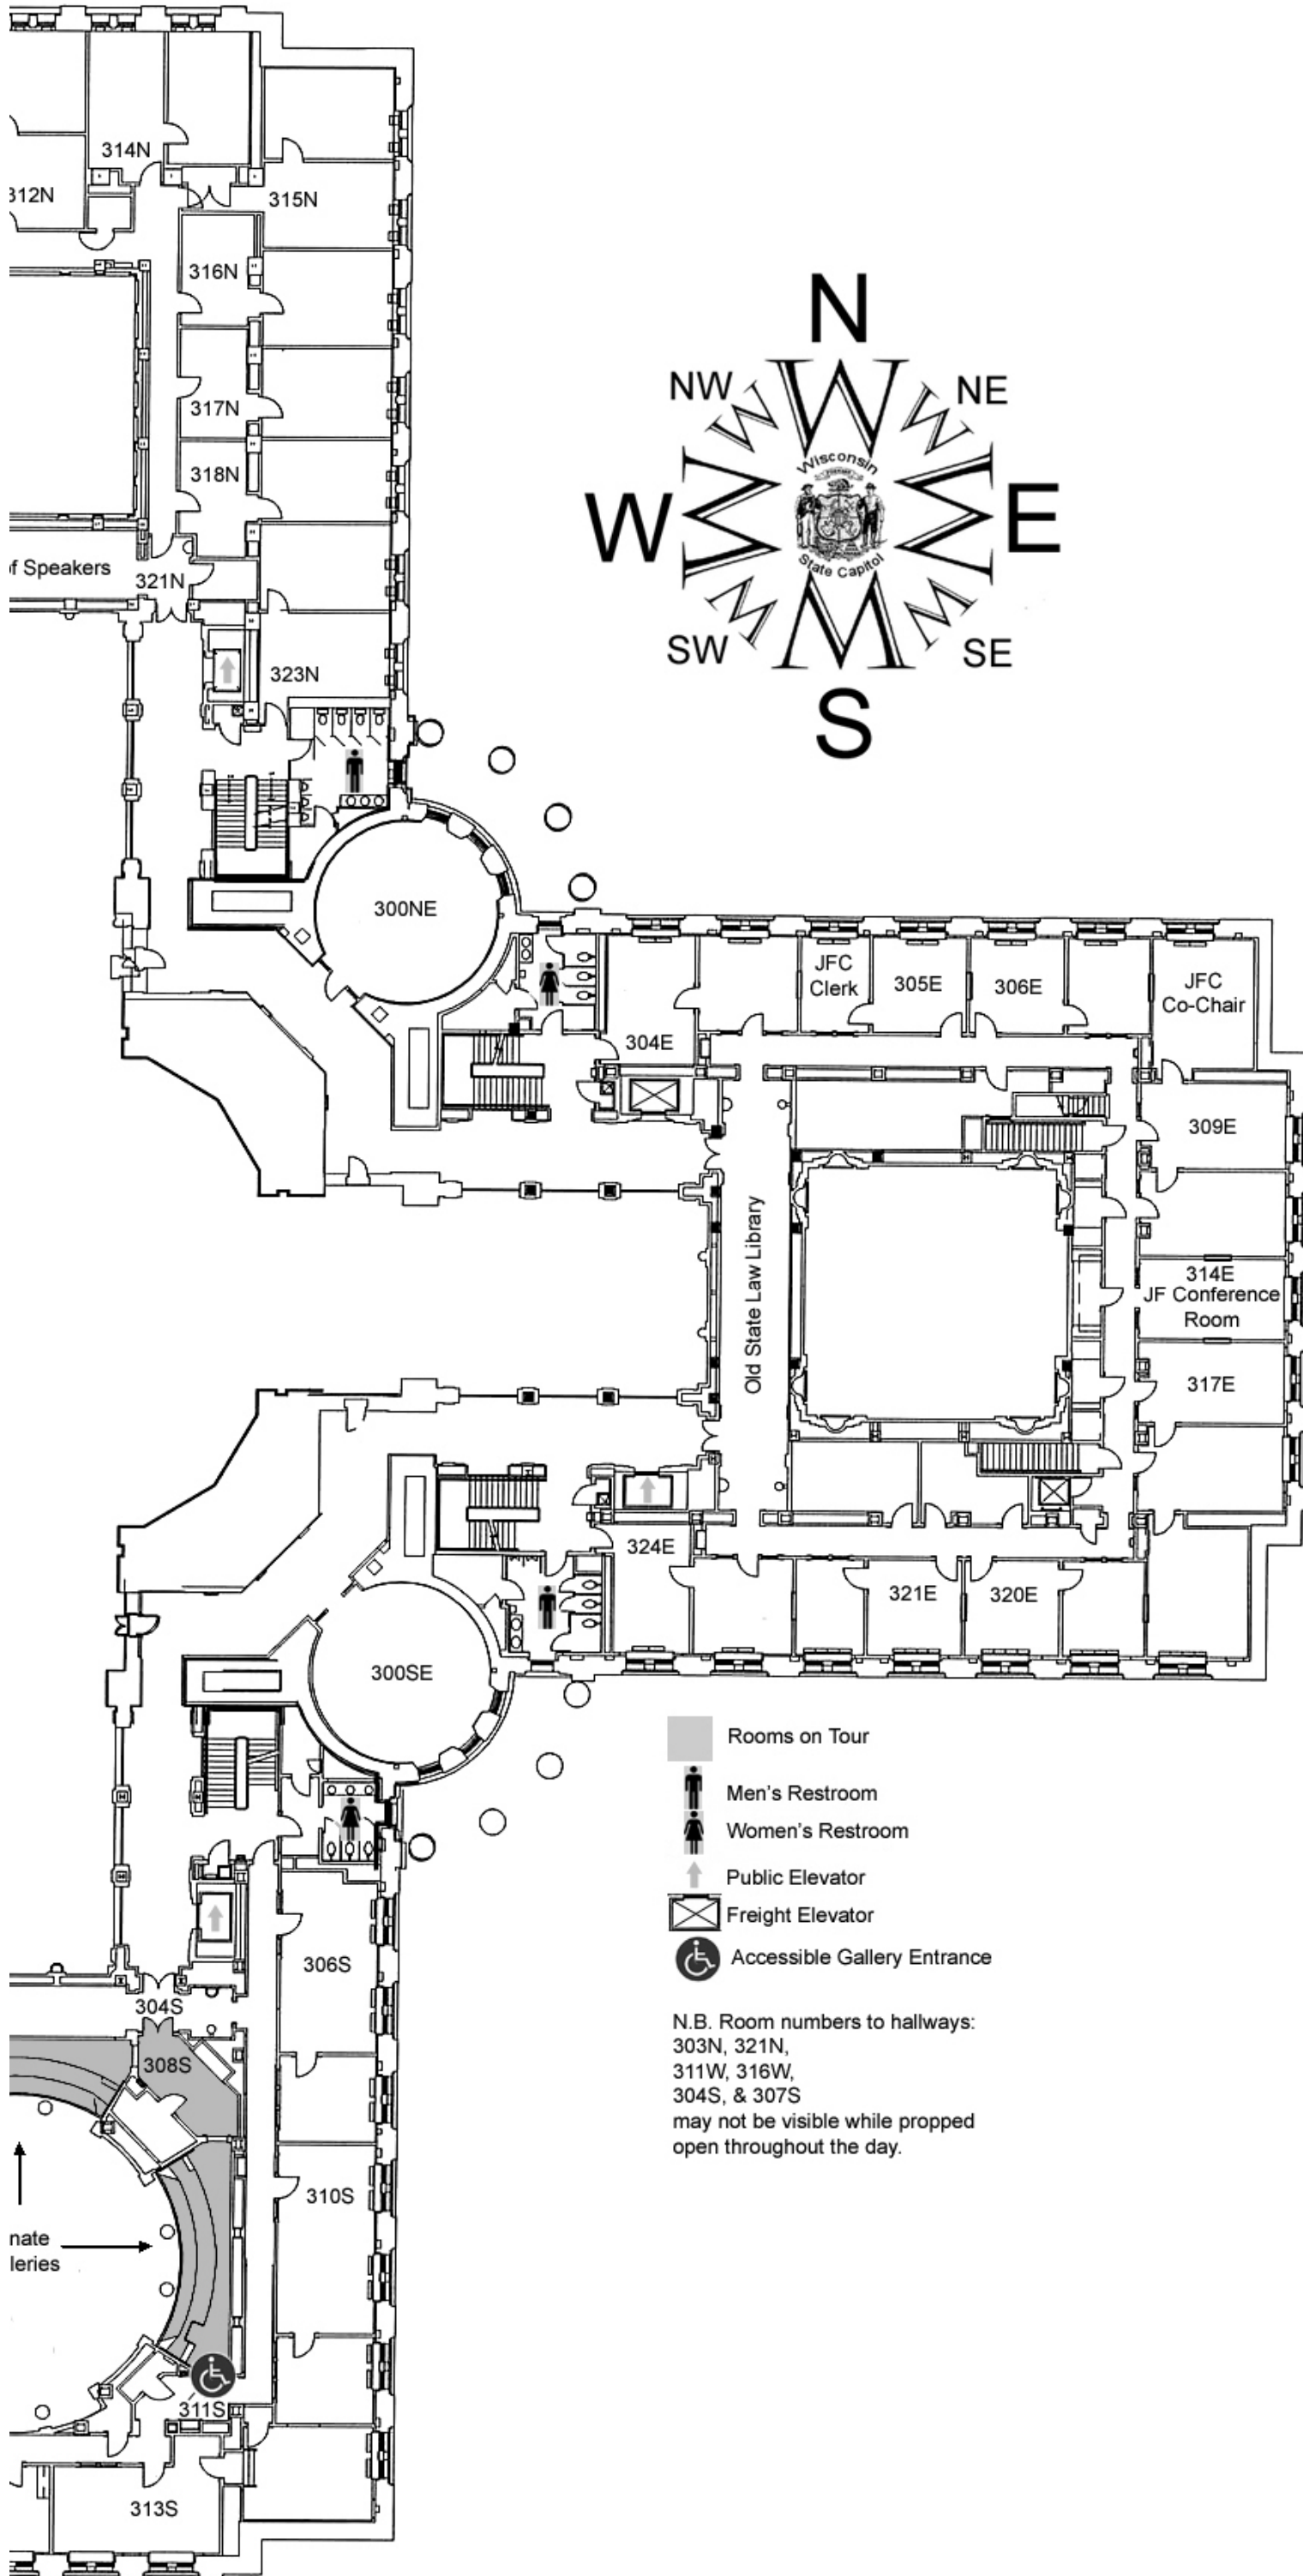 314N
312N
315N
316N
317N
318N
of Speakers
321N
323N
N
NW
NE
W
E
Wisconsin
State Capitol
SW
SE
S
300NE
JFC
Clerk
305E
306E
JFC
Co-Chair
304E
309E
Old State Law Library
314E
JF Conference
Room
317E
324E
321E
320E
300SE
Rooms on Tour
Men's Restroom
Women's Restroom
Public Elevator
Freight Elevator
Accessible Gallery Entrance
306S
304S
308S
N.B. Room numbers to hallways:
303N, 321N,
311W, 316W,
304S, & 307S
may not be visible while propped
open throughout the day.
310S
nate
leries
311S
313S